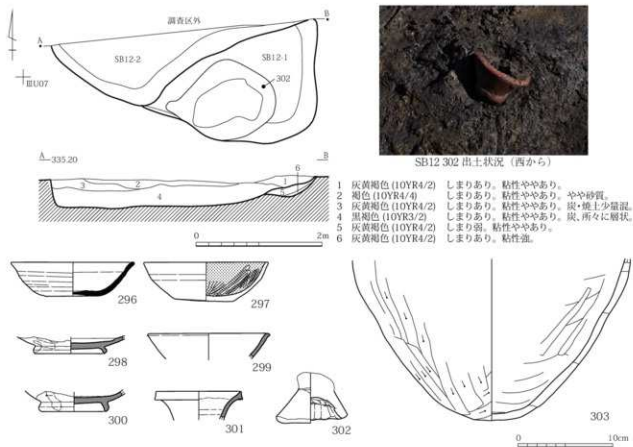 調査区外
A
B
SB12-2
SB12-1
302
ⅢU07
SB12 302 出土状況（西から）
A 335.20
B
6
1
5
3
2
4
0 2m
1 灰黄褐色(10YR4/2) しまりあり。粘性ややあり。
2 褐色(10YR4/4) しまりあり。粘性ややあり。やや砂質。
3 灰黄褐色(10YR4/2) しまりあり。粘性ややあり。炭・焼土少量混。
4 黒褐色(10YR3/2) しまりあり。粘性ややあり。炭、所々に層状。
5 灰黄褐色(10YR4/2) しまり弱。粘性ややあり。
6 灰黄褐色(10YR4/2) しまりあり。粘性強。
296
297
298
299
300
301
302
303
0 10cm